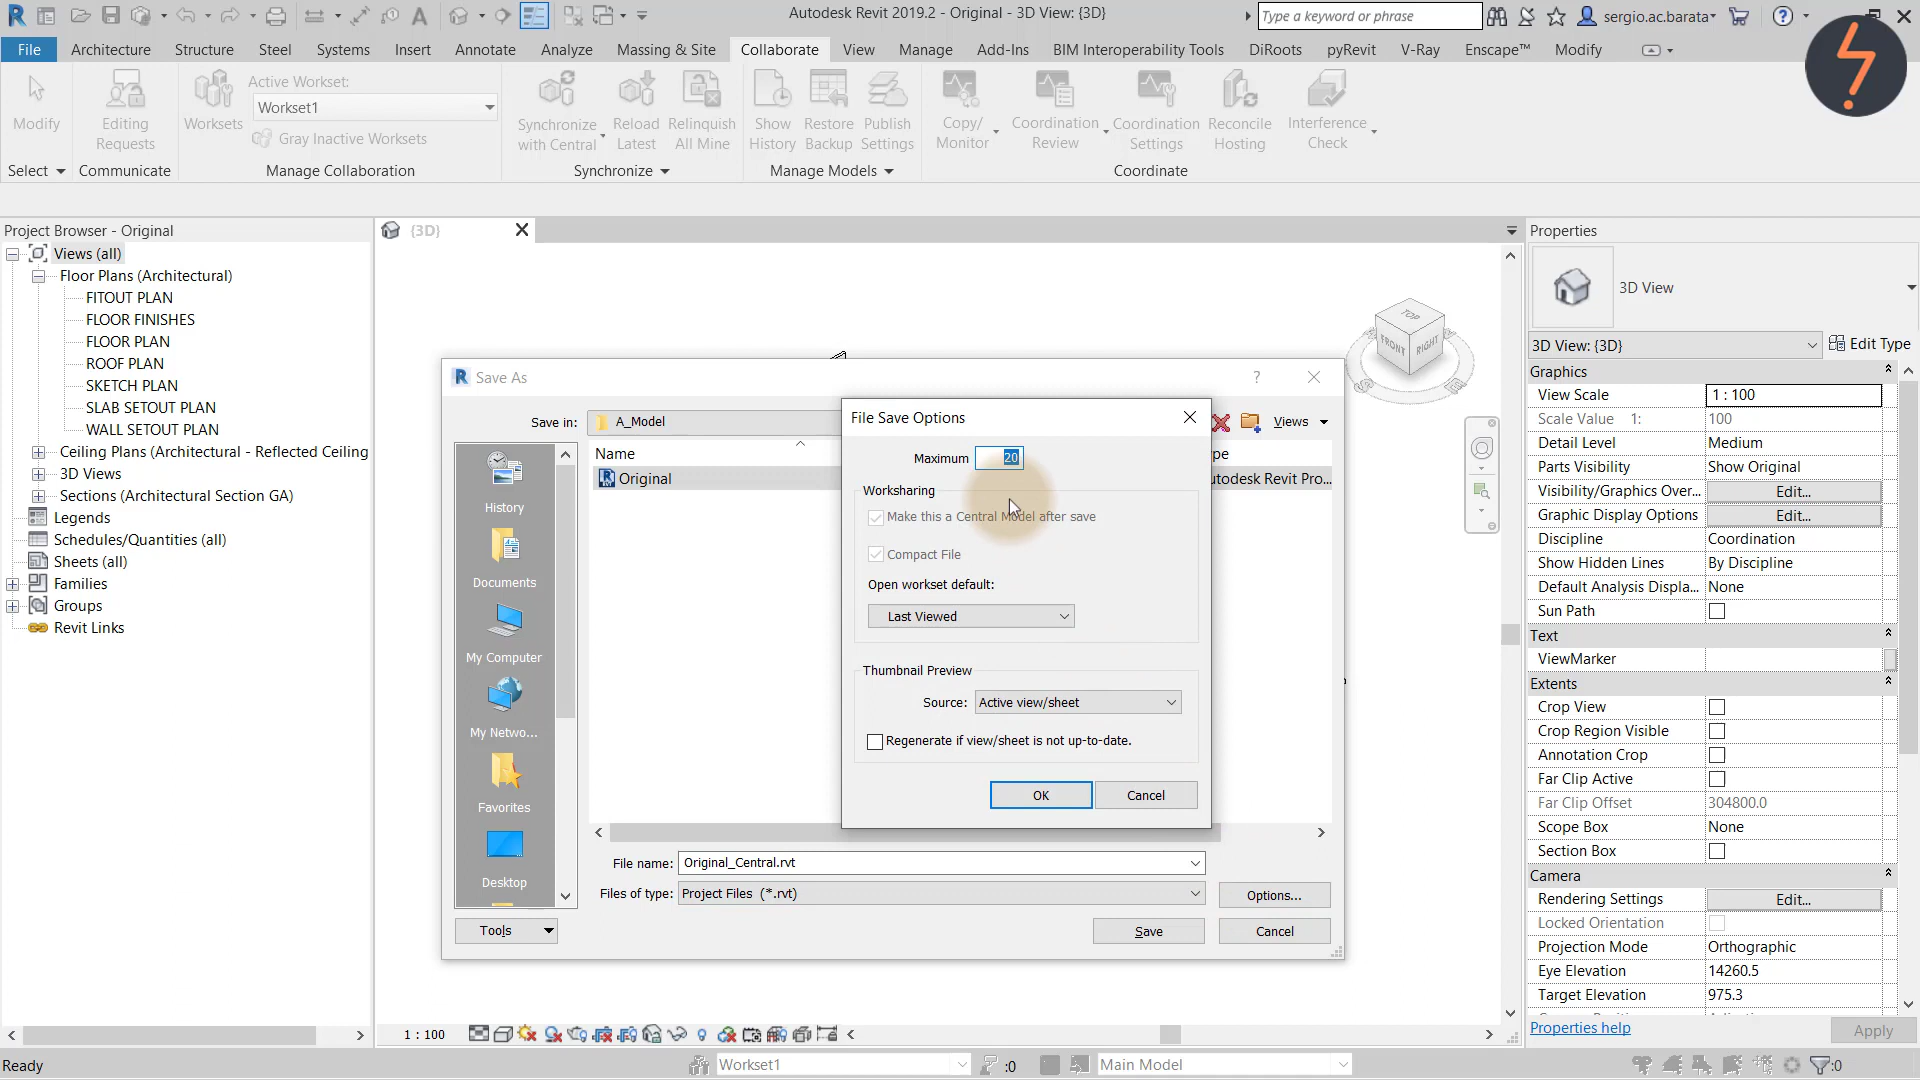 Autodesk Revit 2019.2 - Original - 3D View: {3D}
Type a keyword or phrase
sergio.ac.barata
File Architecture Structure Steel Systems Insert Annotate Analyze Massing & Site Collaborate View Manage Add-Ins BIM Interoperability Tools DiRoots pyRevit V-Ray Enscape™ Modify
Modify
Editing Requests
Worksets
Active Workset:
Workset1
Gray Inactive Worksets
Synchronize with Central
Reload Latest
Relinquish All Mine
Show History
Restore Backup
Publish Settings
Copy/ Monitor
Coordination Review
Coordination Settings
Reconcile Hosting
Interference Check
Select Communicate Manage Collaboration Synchronize Manage Models Coordinate
Project Browser - Original
Views (all)
Floor Plans (Architectural)
FITOUT PLAN
FLOOR FINISHES
FLOOR PLAN
ROOF PLAN
SKETCH PLAN
SLAB SETOUT PLAN
WALL SETOUT PLAN
Ceiling Plans (Architectural - Reflected Ceiling
3D Views
Sections (Architectural Section GA)
Legends
Schedules/Quantities (all)
Sheets (all)
Families
Groups
Revit Links
{3D}
TOP
FRONT
RIGHT
S
E
Save As
?
Save in: A_Model
Views
Name
Original
pe
utodesk Revit Pro...
History
Documents
My Computer
My Netwo...
Favorites
Desktop
File name: Original_Central.rvt
Files of type: Project Files (*.rvt)
Options...
Tools
Save
Cancel
File Save Options
Maximum 20
Worksharing
Make this a Central Model after save
Compact File
Open workset default:
Last Viewed
Thumbnail Preview
Source: Active view/sheet
Regenerate if view/sheet is not up-to-date.
OK
Cancel
Properties
3D View
3D View: {3D} Edit Type
Graphics
View Scale 1 : 100
Scale Value 1: 100
Detail Level Medium
Parts Visibility Show Original
Visibility/Graphics Over... Edit...
Graphic Display Options Edit...
Discipline Coordination
Show Hidden Lines By Discipline
Default Analysis Displa... None
Sun Path
Text
ViewMarker
Extents
Crop View
Crop Region Visible
Annotation Crop
Far Clip Active
Far Clip Offset 304800.0
Scope Box None
Section Box
Camera
Rendering Settings Edit...
Locked Orientation
Projection Mode Orthographic
Eye Elevation 14260.5
Target Elevation 975.3
Properties help
Apply
1 : 100
Ready
Workset1
:0
Main Model
:0